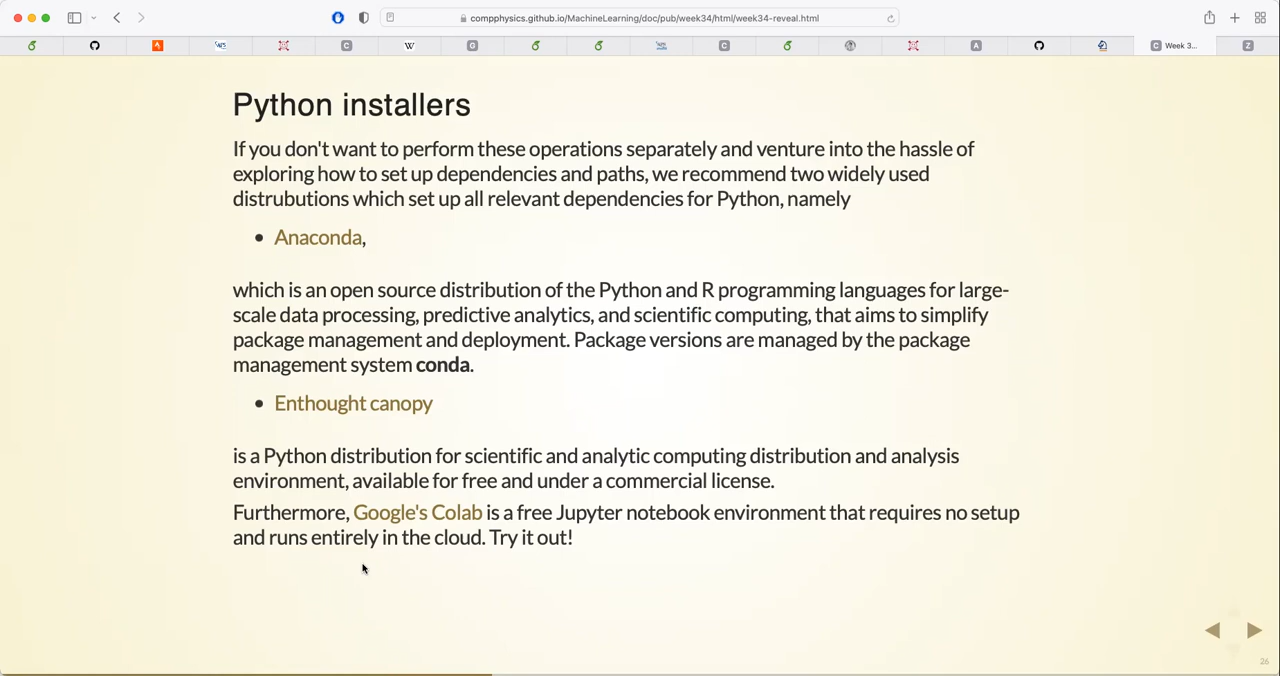 compphysics.github.io/MachineLearning/doc/pub/week34/html/week34-reveal.html
C
W
G
C
A
C Week 3...
Z
Python installers
If you don't want to perform these operations separately and venture into the hassle of
exploring how to set up dependencies and paths, we recommend two widely used
distrubutions which set up all relevant dependencies for Python, namely
• Anaconda,
which is an open source distribution of the Python and R programming languages for large-
scale data processing, predictive analytics, and scientific computing, that aims to simplify
package management and deployment. Package versions are managed by the package
management system conda.
• Enthought canopy
is a Python distribution for scientific and analytic computing distribution and analysis
environment, available for free and under a commercial license.
Furthermore, Google's Colab is a free Jupyter notebook environment that requires no setup
and runs entirely in the cloud. Try it out!
26